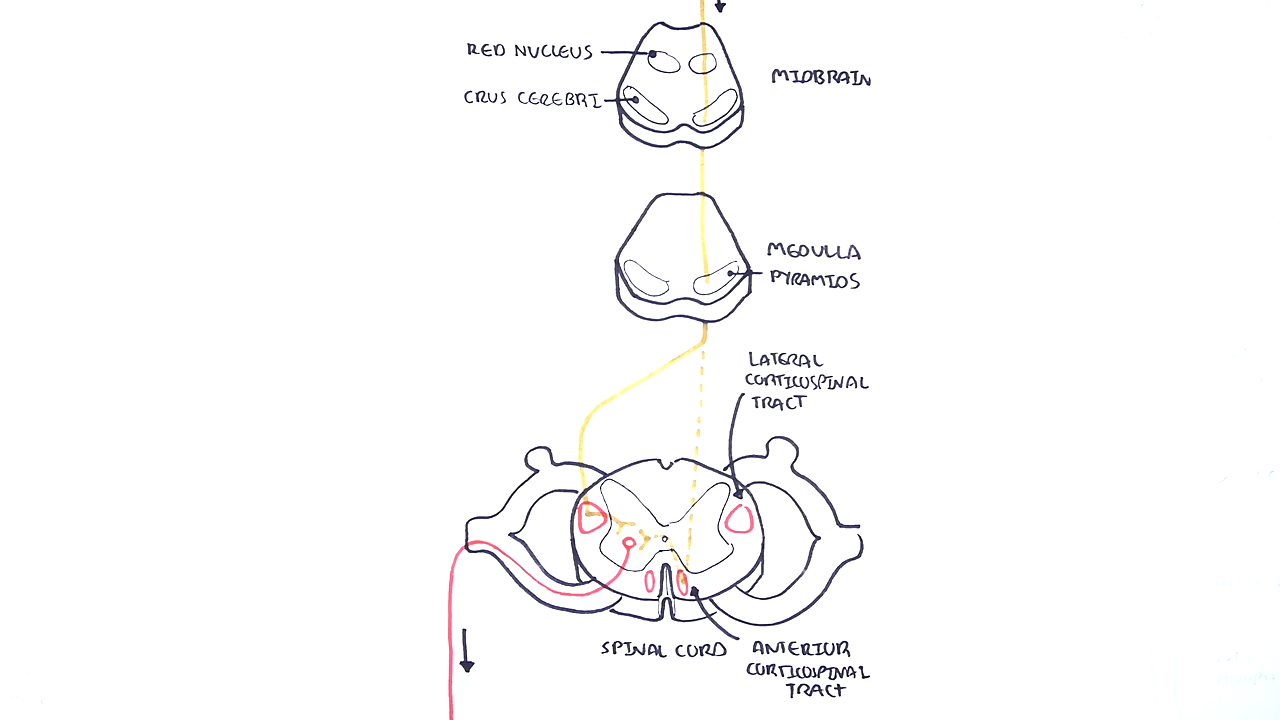 RED NUCLEUS
CRUS CEREBRI
MIDBRAIN
MEDULLA
PYRAMIDS
LATERAL
CORTICOSPINAL
TRACT
SPINAL CORD
ANTERIOR
CORTICOSPINAL
TRACT